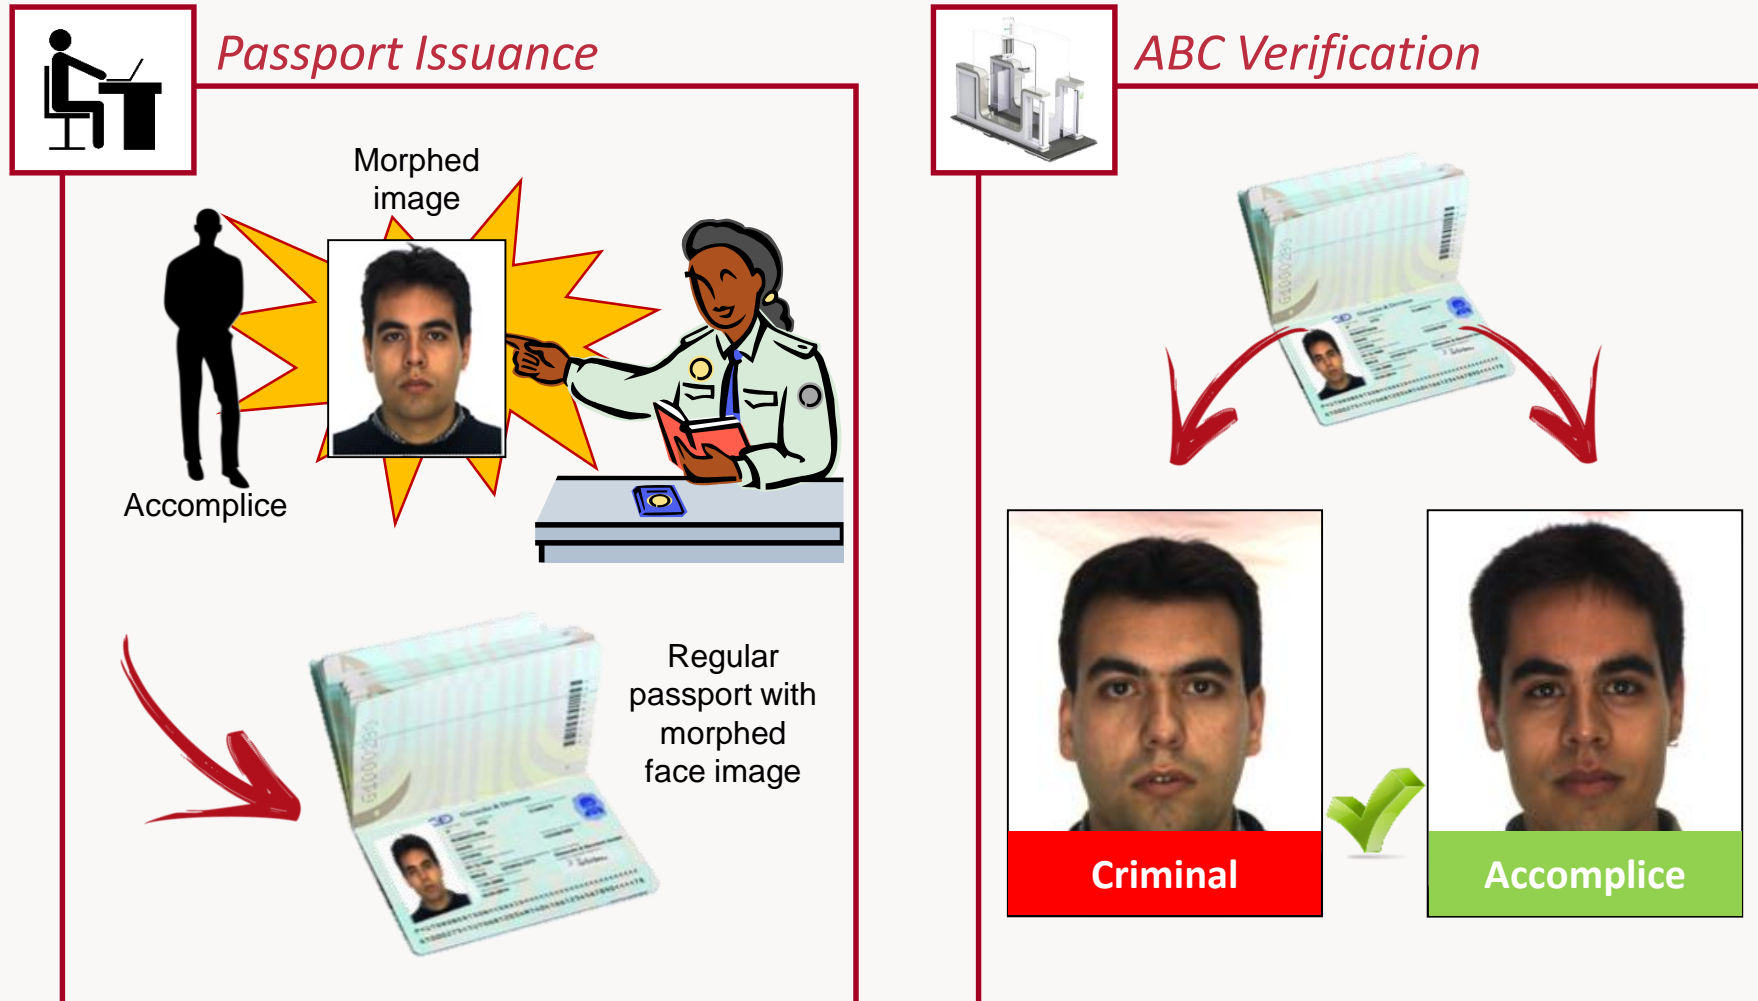 Passport Issuance
Morphed
image
Accomplice
Regular
passport with
morphed
face image
ABC Verification
Criminal
Accomplice